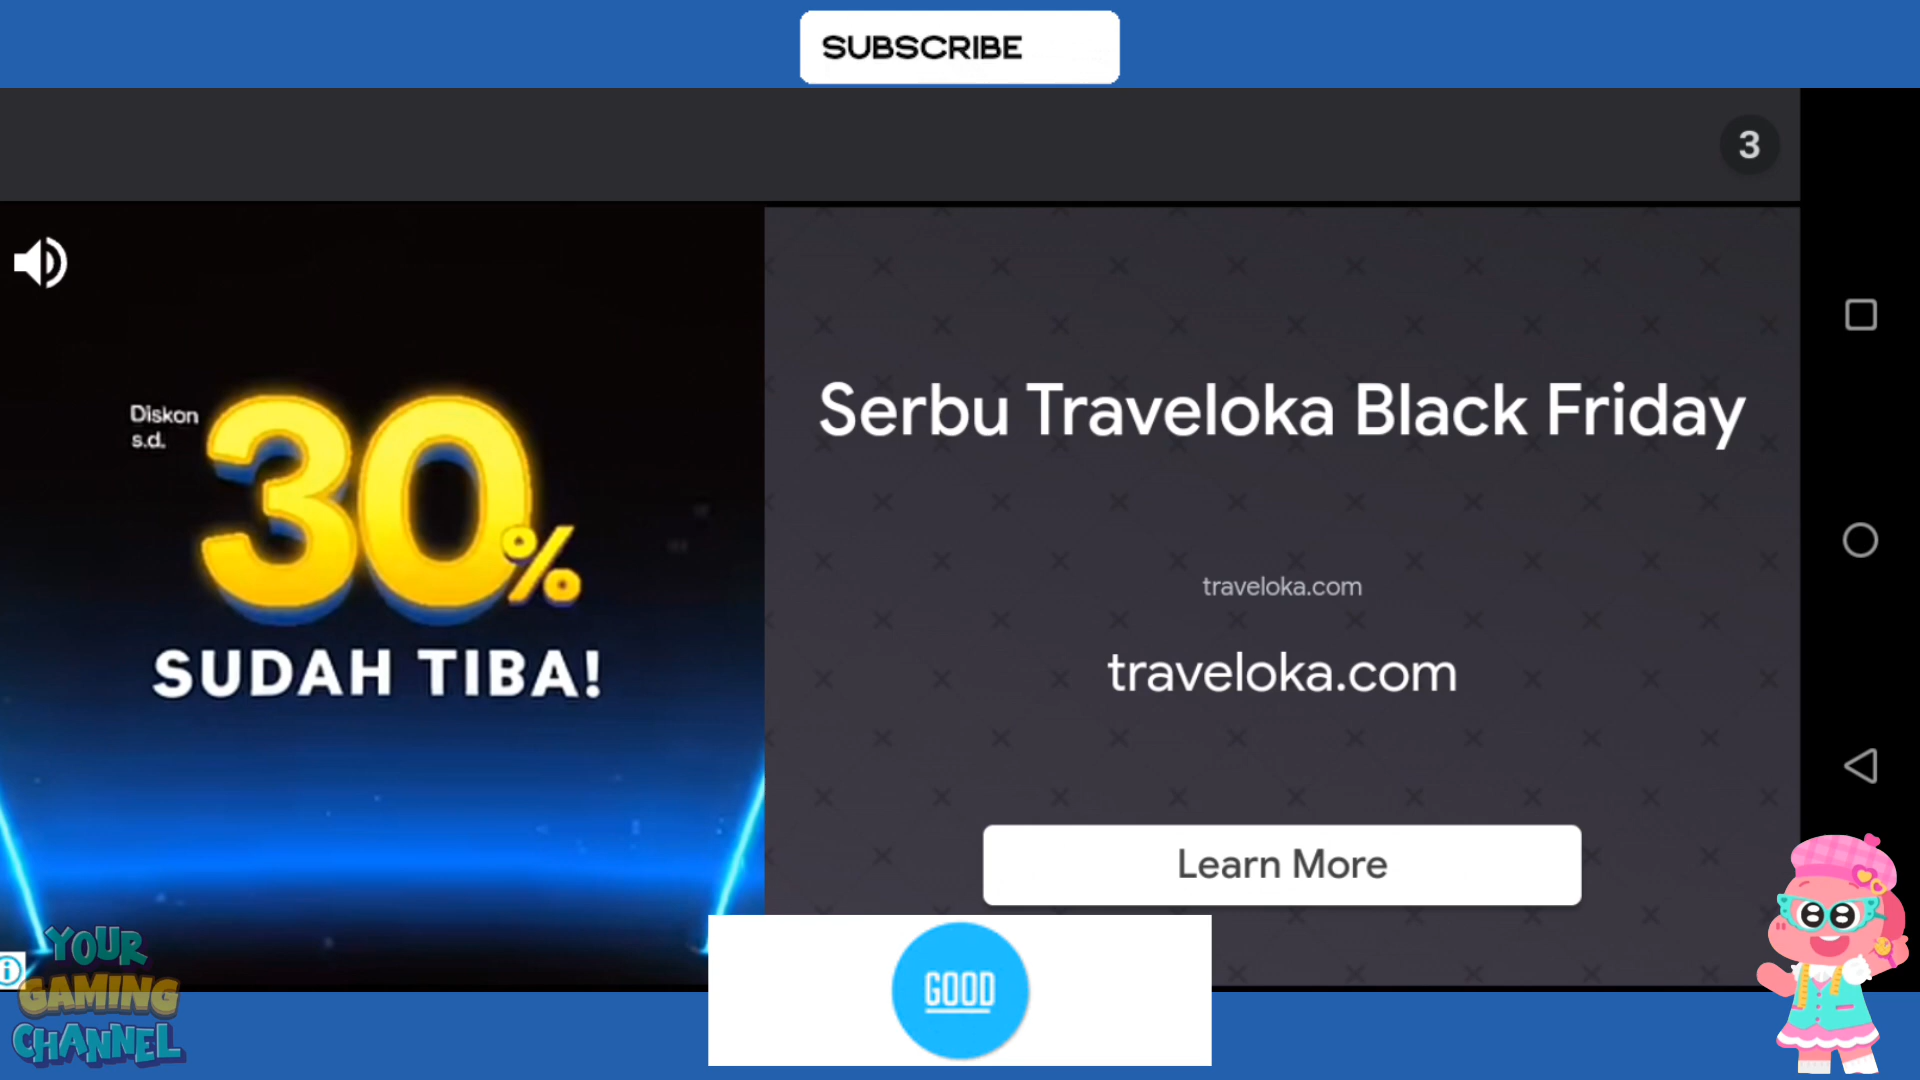 SUBSCRIBE
3
Diskon
s.d.
30%
SUDAH TIBA!
Serbu Traveloka Black Friday
traveloka.com
traveloka.com
Learn More
GOOD
YOUR
GAMING
CHANNEL